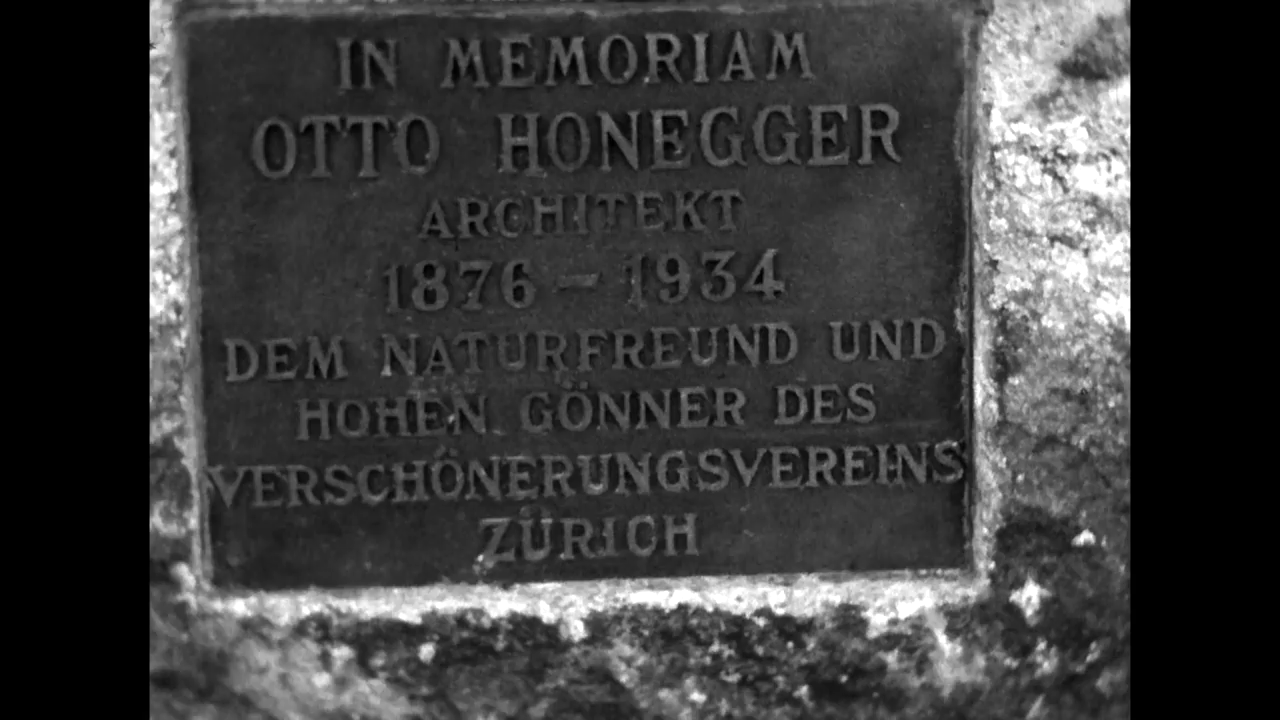 IN MEMORIAM
OTTO HONEGGER
ARCHITEKT
1876 – 1934
DEM NATURFREUND UND
HOHEN GÖNNER DES
VERSCHÖNERUNGSVEREINS
ZÜRICH